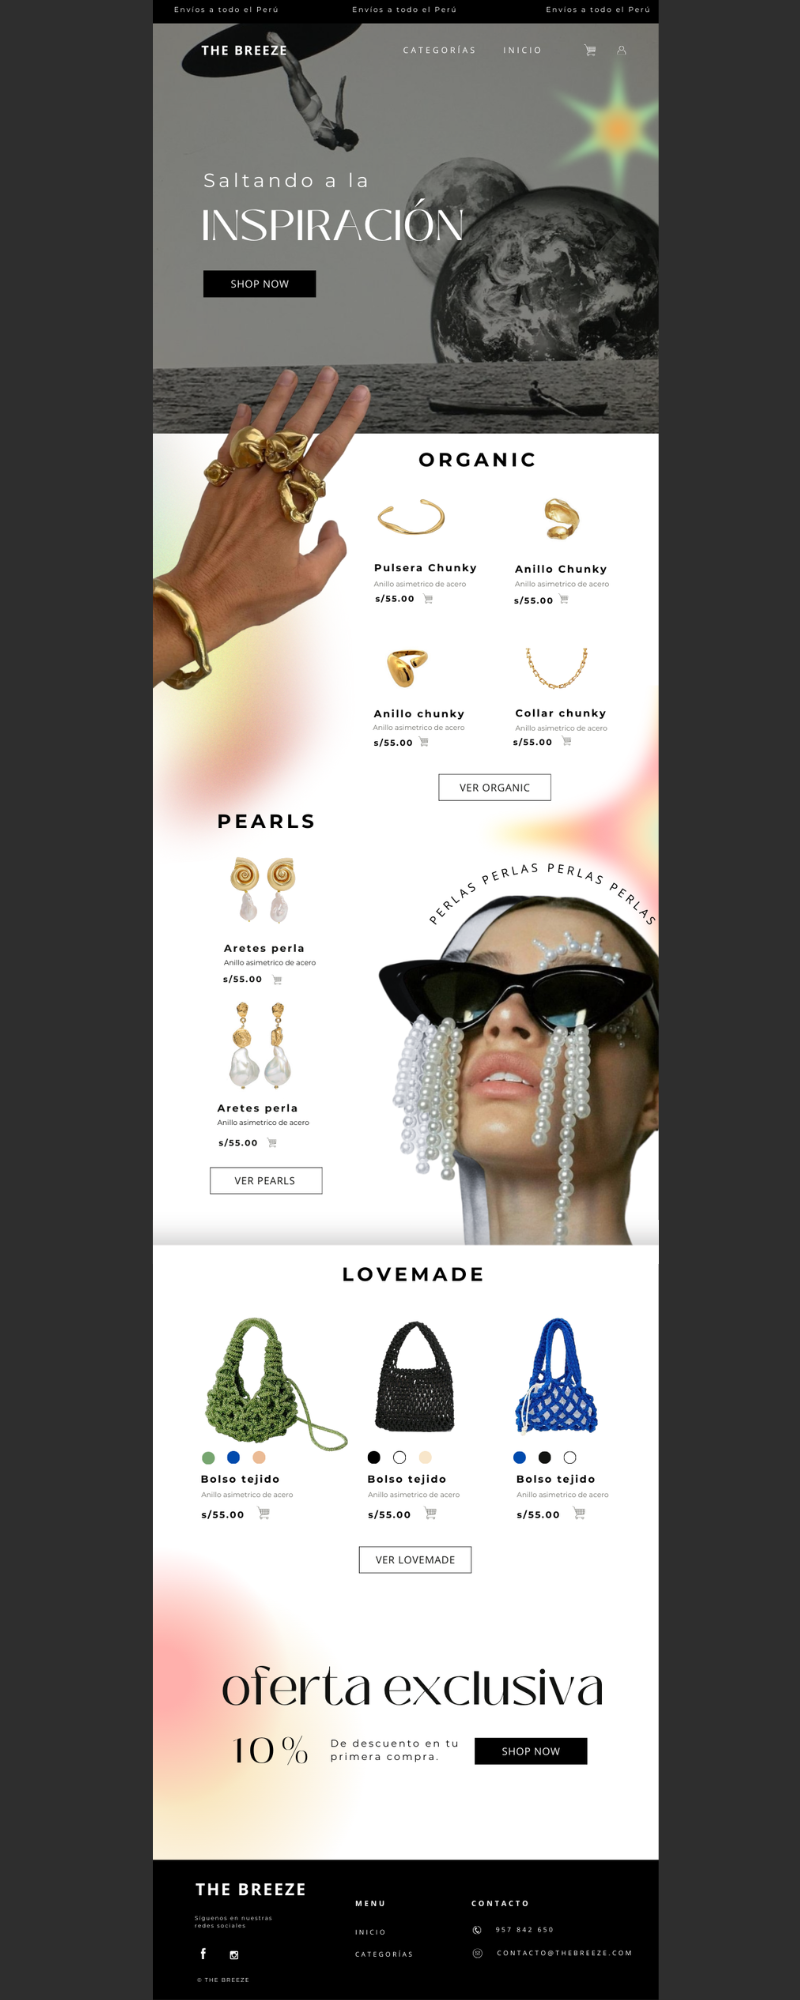 Envíos a todo el Perú
Envíos a todo el Perú
Envíos a todo el Perú
THE BREEZE
CATEGORÍAS
INICIO
Saltando a la
INSPIRACIÓN
SHOP NOW
ORGANIC
Pulsera Chunky
Anillo asimetrico de acero
s/55.00
Anillo Chunky
Anillo asimetrico de acero
s/55.00
Anillo chunky
Anillo asimetrico de acero
s/55.00
Collar chunky
Anillo asimetrico de acero
s/55.00
VER ORGANIC
PEARLS
Aretes perla
Anillo asimetrico de acero
s/55.00
Aretes perla
Anillo asimetrico de acero
s/55.00
VER PEARLS
PERLAS PERLAS PERLAS PERLAS
LOVEMADE
Bolso tejido
Anillo asimetrico de acero
s/55.00
Bolso tejido
Anillo asimetrico de acero
s/55.00
Bolso tejido
Anillo asimetrico de acero
s/55.00
VER LOVEMADE
oferta exclusiva
10%
De descuento en tu
primera compra.
SHOP NOW
THE BREEZE
Siguenos en nuestras
redes sociales
© THE BREEZE
MENU
INICIO
CATEGORÍAS
CONTACTO
957 842 650
CONTACTO@THEBREEZE.COM